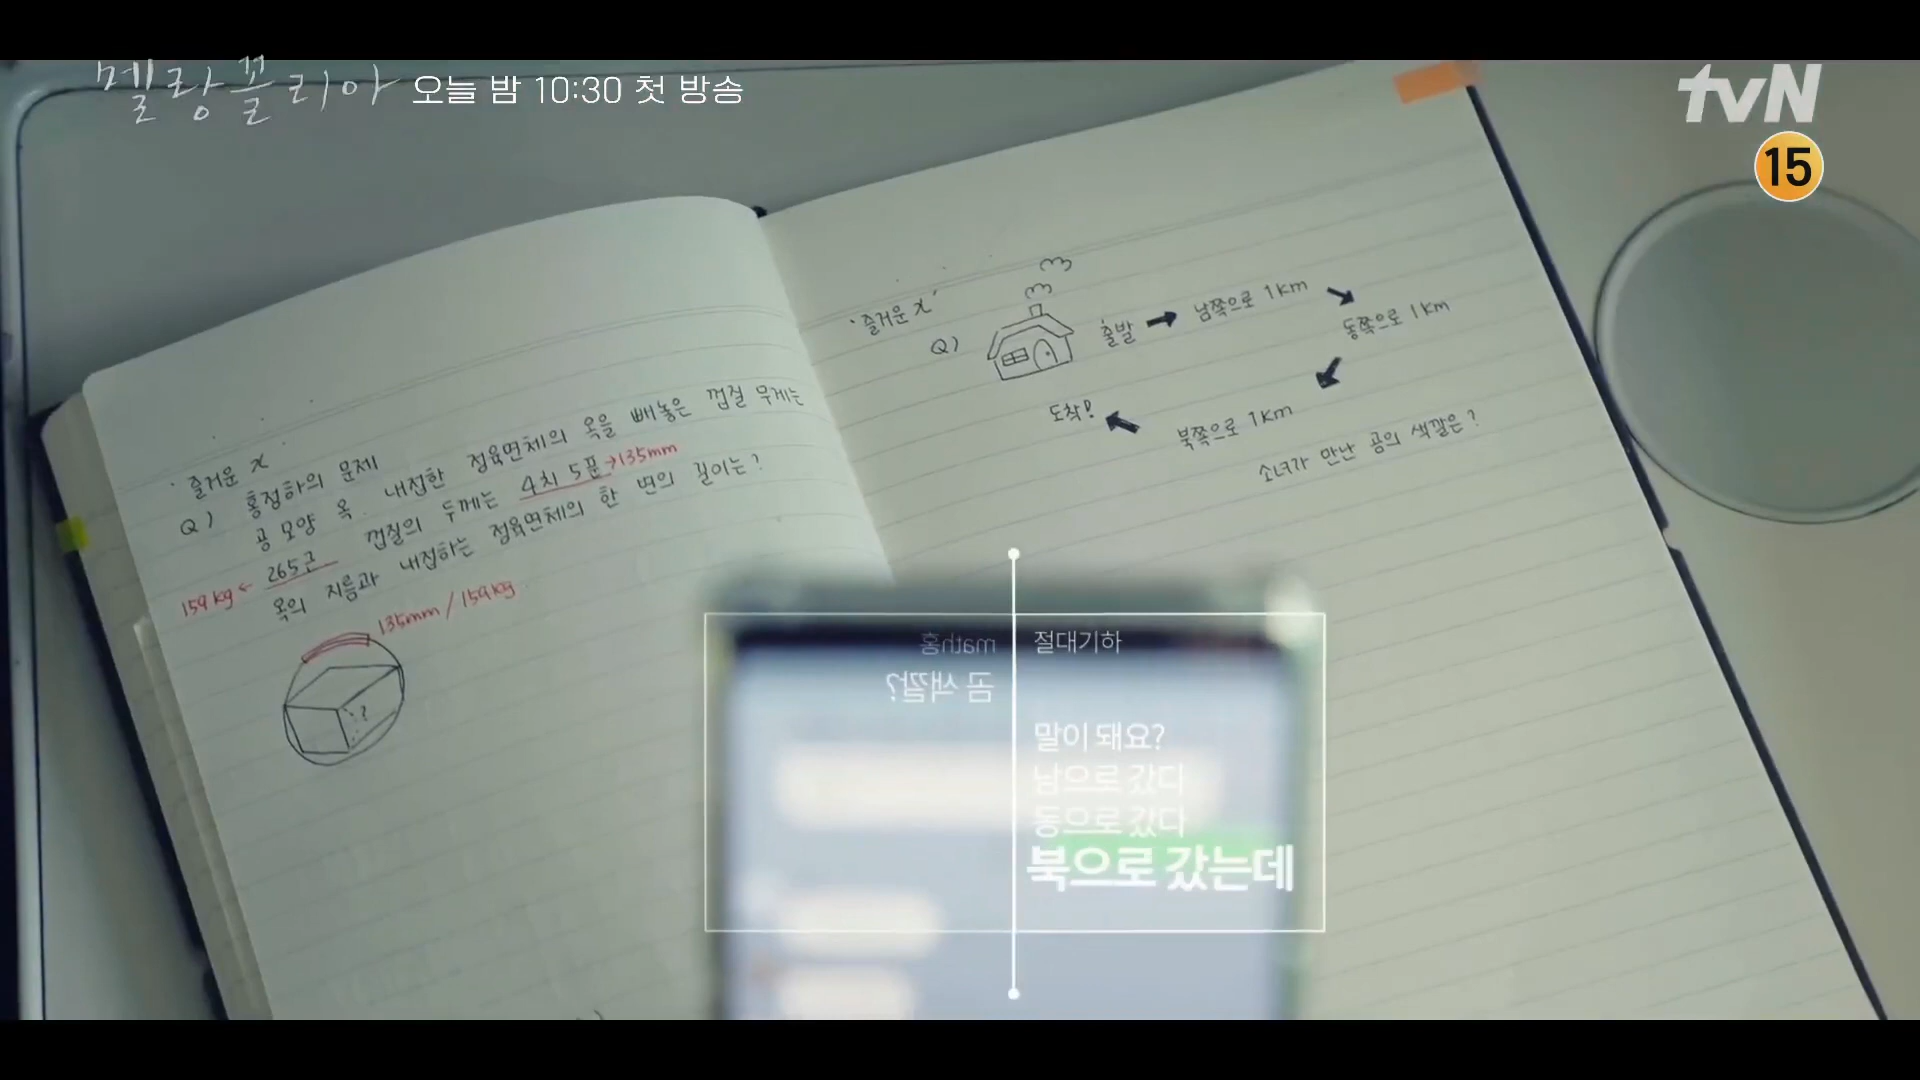 멜랑꼴리아 오늘 밤 10:30 첫 방송
tvN
15
· 즐거운 x
Q) 홍정하의 문제
공 모양 옥. 내접한 정육면체의 옥을 빼놓은 껍질 무게는
265근 껍질의 두께는 4치 5푼→135mm
159kg←
옥의 지름과 내접하는 정육면체의 한 변의 길이는?
135mm / 159kg
?
· 즐거운 x'
Q)
출발 → 남쪽으로 1km
동쪽으로 1km
북쪽으로 1km
도착!
소녀가 만난 곰의 색깔은?
math홍
곰 색깔?
절대기하
말이 돼요?
남으로 갔다
동으로 갔다
북으로 갔는데